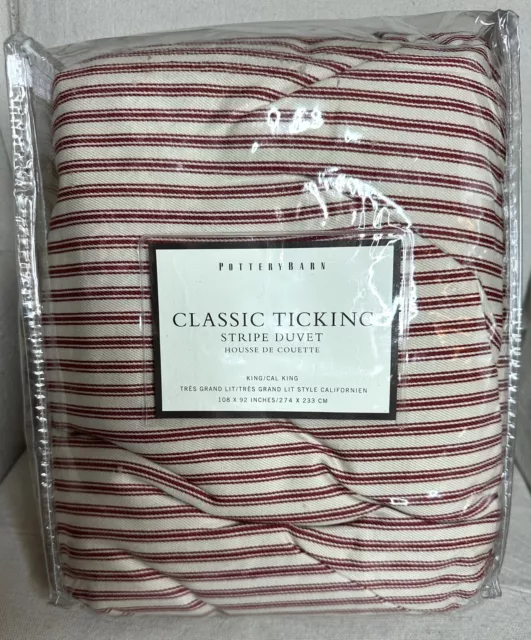 POTTERY BARN
CLASSIC TICKING
STRIPE DUVET
HOUSSE DE COUETTE
KING/CAL KING
TRÈS GRAND LIT/TRÈS GRAND LIT STYLE CALIFORNIEN
108 X 92 INCHES/274 X 233 CM